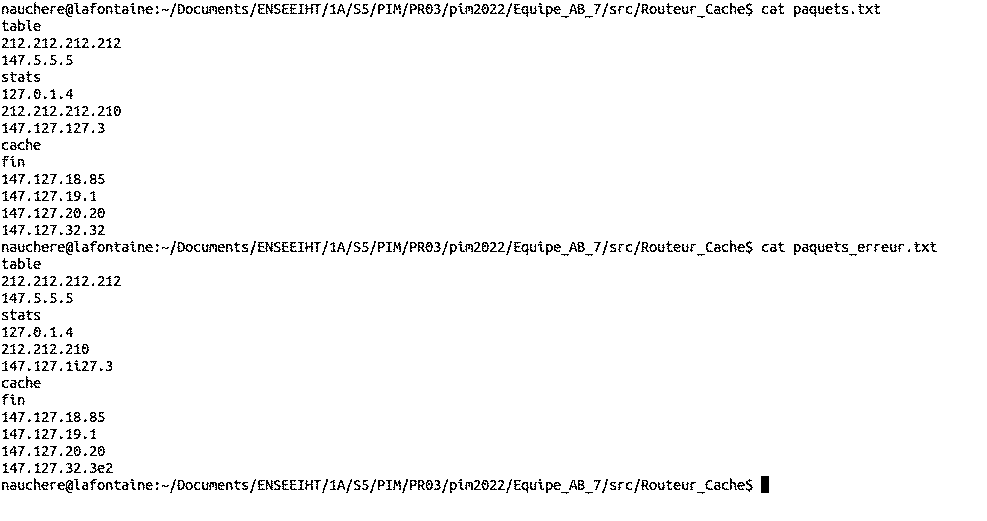 nauchere@lafontaine:~/Documents/ENSEEIHT/1A/S5/PIM/PR03/pim2022/Equipe_AB_7/src/Routeur_Cache$ cat paquets.txt
table
212.212.212.212
147.5.5.5
stats
127.0.1.4
212.212.212.210
147.127.127.3
cache
fin
147.127.18.85
147.127.19.1
147.127.20.20
147.127.32.32
nauchere@lafontaine:~/Documents/ENSEEIHT/1A/S5/PIM/PR03/pim2022/Equipe_AB_7/src/Routeur_Cache$ cat paquets_erreur.txt
table
212.212.212.212
147.5.5.5
stats
127.0.1.4
212.212.210
147.127.1i27.3
cache
fin
147.127.18.85
147.127.19.1
147.127.20.20
147.127.32.3e2
nauchere@lafontaine:~/Documents/ENSEEIHT/1A/S5/PIM/PR03/pim2022/Equipe_AB_7/src/Routeur_Cache$